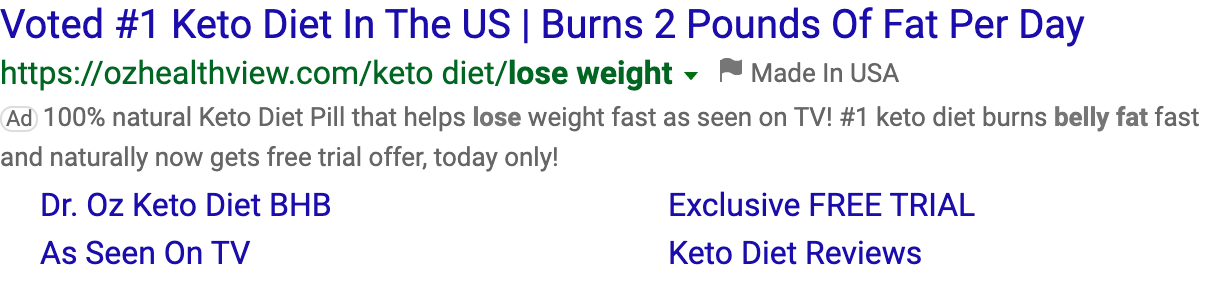 Voted #1 Keto Diet In The US | Burns 2 Pounds Of Fat Per Day
https://ozhealthview.com/keto diet/lose weight Made In USA
Ad 100% natural Keto Diet Pill that helps lose weight fast as seen on TV! #1 keto diet burns belly fat fast
and naturally now gets free trial offer, today only!
Dr. Oz Keto Diet BHB Exclusive FREE TRIAL
As Seen On TV Keto Diet Reviews